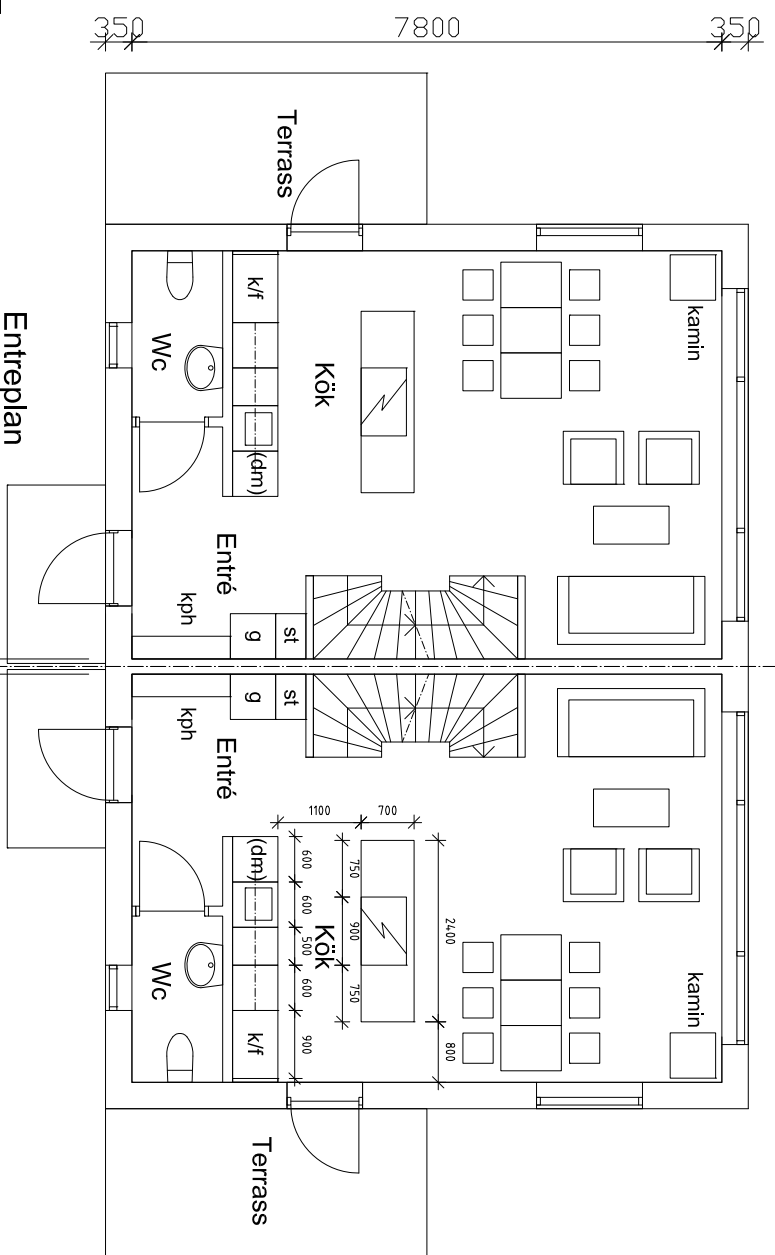 350 7800 350
Terrass
kamin
k/f
Wc
Kök
(dm)
Entreplan
Entré
kph
g
st
g
st
kph
Entré
1100
700
(dm)
600
750
600
900
2400
500
Kök
600
750
Wc
kamin
k/f
900
800
Terrass